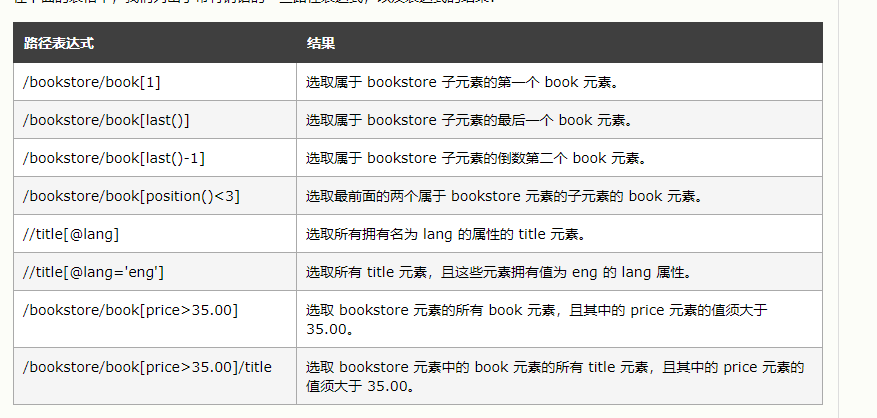 路径表达式 结果
/bookstore/book[1] 选取属于 bookstore 子元素的第一个 book 元素。
/bookstore/book[last()] 选取属于 bookstore 子元素的最后一个 book 元素。
/bookstore/book[last()-1] 选取属于 bookstore 子元素的倒数第二个 book 元素。
/bookstore/book[position()<3] 选取最前面的两个属于 bookstore 元素的子元素的 book 元素。
//title[@lang] 选取所有拥有名为 lang 的属性的 title 元素。
//title[@lang='eng'] 选取所有 title 元素，且这些元素拥有值为 eng 的 lang 属性。
/bookstore/book[price>35.00] 选取 bookstore 元素的所有 book 元素，且其中的 price 元素的值须大于
35.00。
/bookstore/book[price>35.00]/title 选取 bookstore 元素中的 book 元素的所有 title 元素，且其中的 price 元素的
值须大于 35.00。